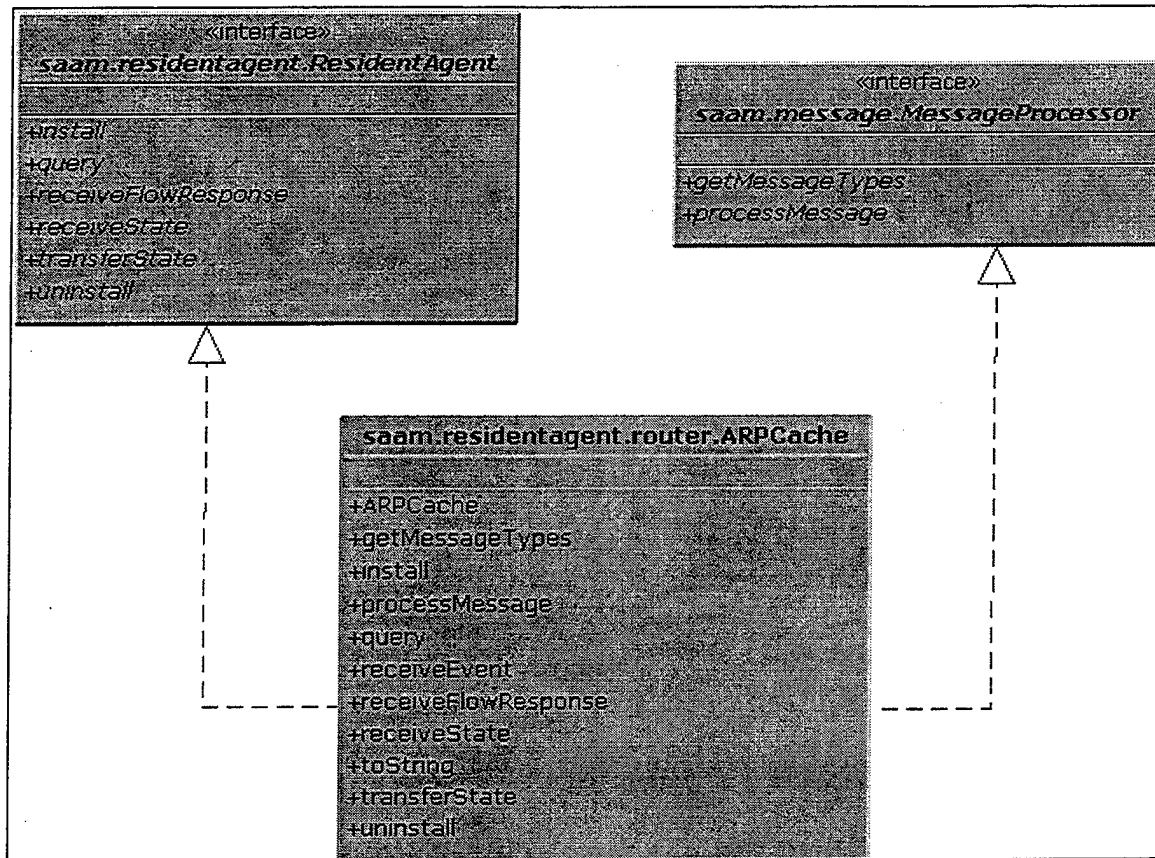 «interface»
saam.residentagent.ResidentAgent
+install
+query
+receiveFlowResponse
+receiveState
+transferState
+uninstall
«interface»
saam.message.MessageProcessor
+getMessageTypes
+processMessage
saam.residentagent.router.ARPCache
+ARPCache
+getMessageTypes
+install
+processMessage
+query
+receiveEvent
+receiveFlowResponse
+receiveState
+toString
+transferState
+uninstall